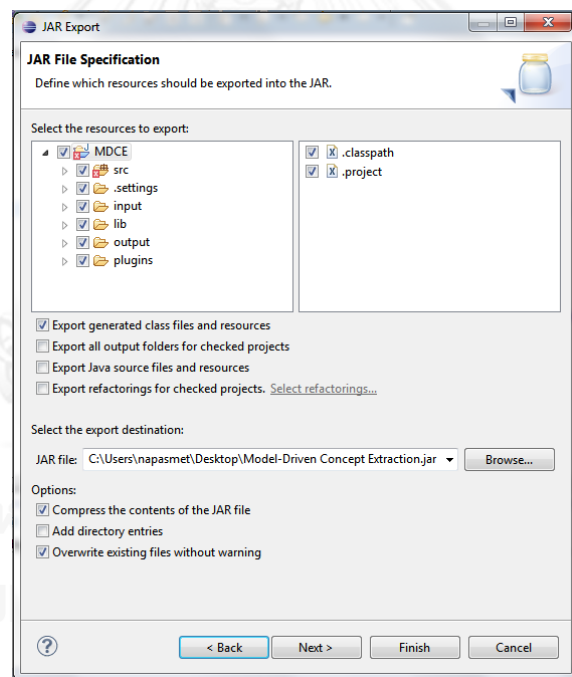 JAR Export
JAR File Specification
Define which resources should be exported into the JAR.
Select the resources to export:
MDCE
src
.settings
input
lib
output
plugins
.classpath
.project
Export generated class files and resources
Export all output folders for checked projects
Export Java source files and resources
Export refactorings for checked projects. Select refactorings...
Select the export destination:
JAR file: C:\Users\napasmet\Desktop\Model-Driven Concept Extraction.jar Browse...
Options:
Compress the contents of the JAR file
Add directory entries
Overwrite existing files without warning
? < Back Next > Finish Cancel